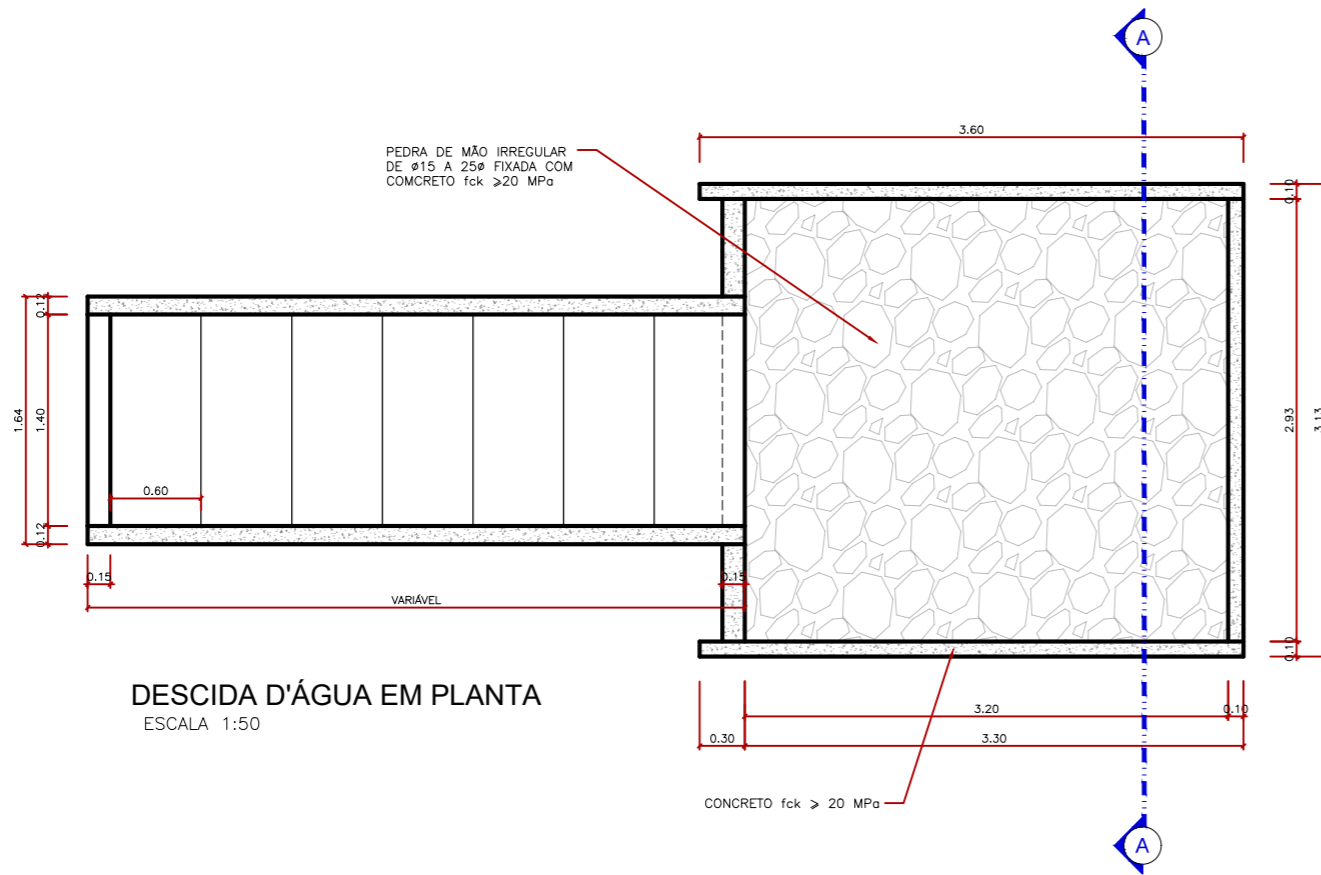 A
3.60
PEDRA DE MÃO IRREGULAR
DE ø15 A 25ø FIXADA COM
COMCRETO fck ⩾20 MPa
0.10
0.12
1.64
1.40
2.93
3.13
0.60
0.12
0.15
0.15
VARIÁVEL
0.10
DESCIDA D'ÁGUA EM PLANTA
ESCALA 1:50
3.20
0.10
0.30
3.30
CONCRETO fck ⩾ 20 MPa
A